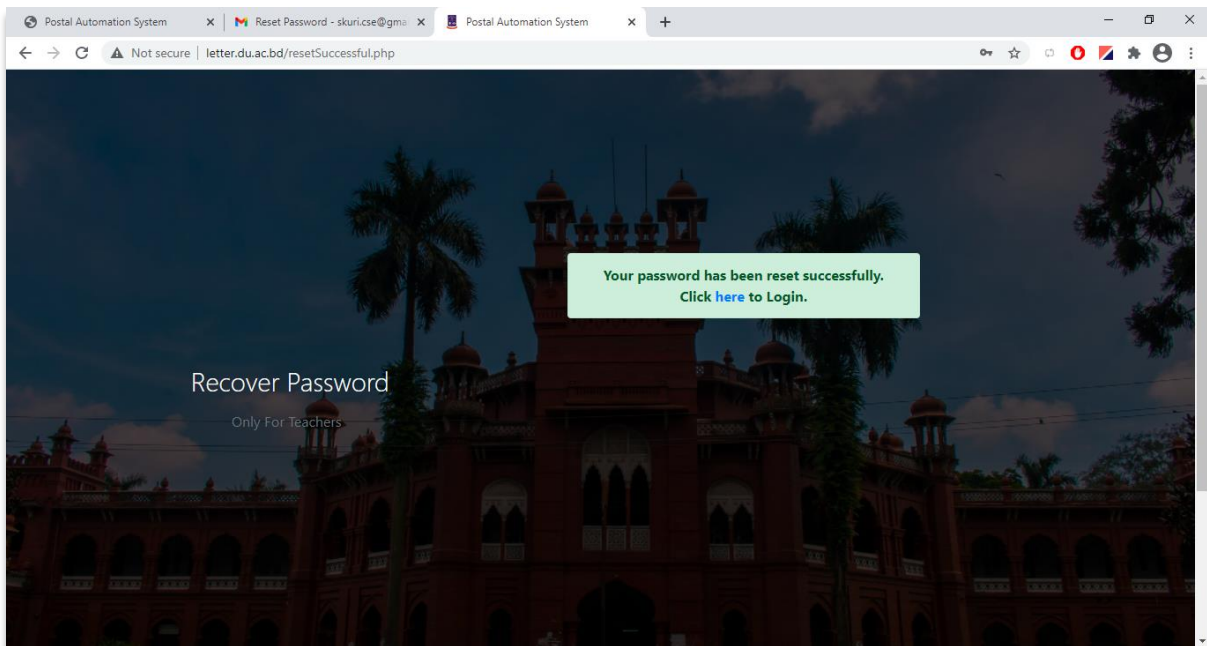 Postal Automation System
Reset Password - skuri.cse@gmai
Postal Automation System
Not secure | letter.du.ac.bd/resetSuccessful.php
Your password has been reset successfully.
Click here to Login.
Recover Password
Only For Teachers